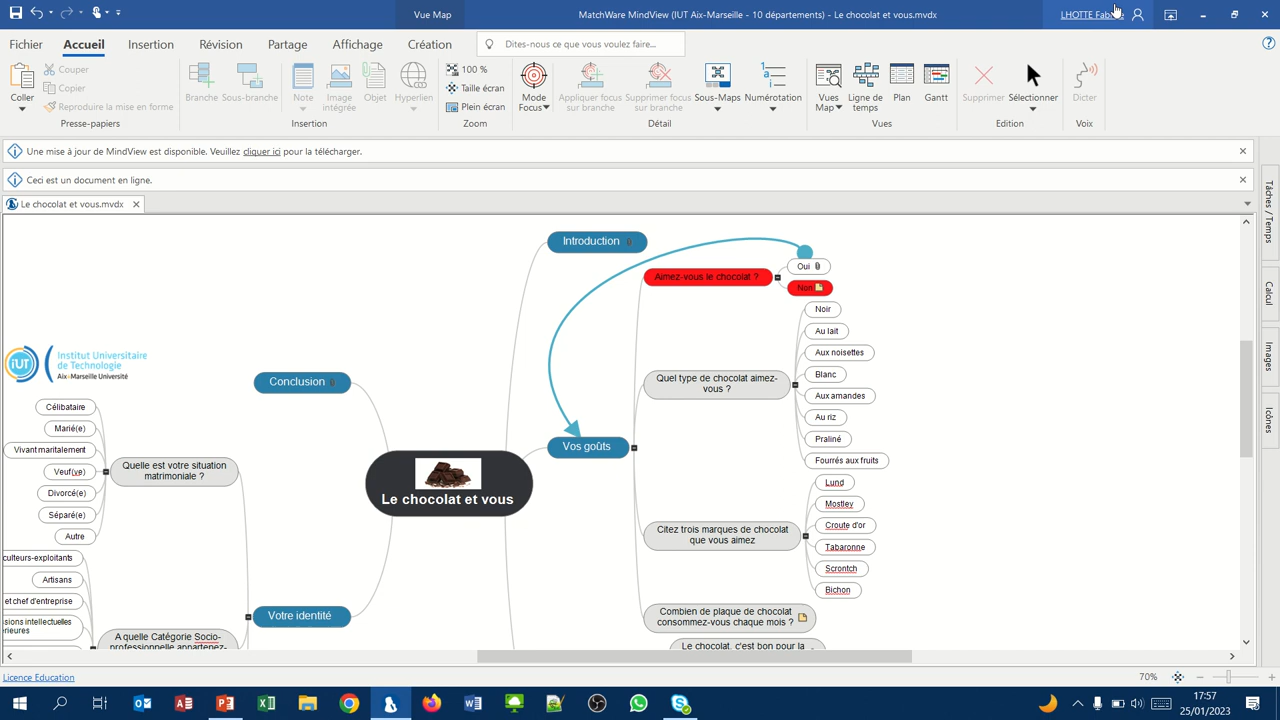 Vue Map
MatchWare MindView (IUT Aix-Marseille - 10 départements) - Le chocolat et vous.mvdx
Fichier
Accueil
Insertion
Révision
Partage
Affichage
Création
Dites-nous ce que vous voulez faire...
Coller
Couper
Copier
Reproduire la mise en forme
Presse-papiers
Branche
Sous-branche
Note
Image intégrée
Objet
Hyperlien
Insertion
100 %
Taille écran
Plein écran
Zoom
Mode Focus
Appliquer focus sur branche
Supprimer focus sur branche
Sous-Maps
Numérotation
Détail
Vues Map
Ligne de temps
Plan
Gantt
Vues
Supprimer
Sélectionner
Edition
Dicter
Voix
Une mise à jour de MindView est disponible. Veuillez cliquer ici pour la télécharger.
Ceci est un document en ligne.
Le chocolat et vous.mvdx
Tâches / Temps
Calcul
Images
Icônes
Introduction
Aimez-vous le chocolat ?
Oui
Non
Quel type de chocolat aimez-
vous ?
Noir
Au lait
Aux noisettes
Blanc
Aux amandes
Au riz
Praliné
Fourrés aux fruits
Vos goûts
Citez trois marques de chocolat
que vous aimez
Lund
Mostley
Croute d'or
Tabaronne
Scrontch
Bichon
Combien de plaque de chocolat
consommez-vous chaque mois ?
Le chocolat, c'est bon pour la
iUT
Institut Universitaire
de Technologie
Aix-Marseille Université
Conclusion
Le chocolat et vous
Quelle est votre situation
matrimoniale ?
Célibataire
Marié(e)
Vivant maritalement
Veuf(ve)
Divorcé(e)
Séparé(e)
Autre
Votre identité
A quelle Catégorie Socio-
professionnelle appartenez-
culteurs-exploitants
Artisans
et chef d'entreprise
sions intellectuelles
érieures
Licence Education
70%
17:57
25/01/2023